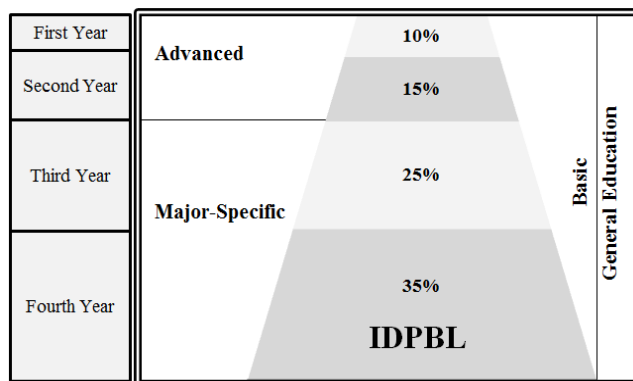 First Year
10%
Advanced
Second Year
15%
Third Year
25%
Major-Specific
Basic
General Education
Fourth Year
35%
IDPBL